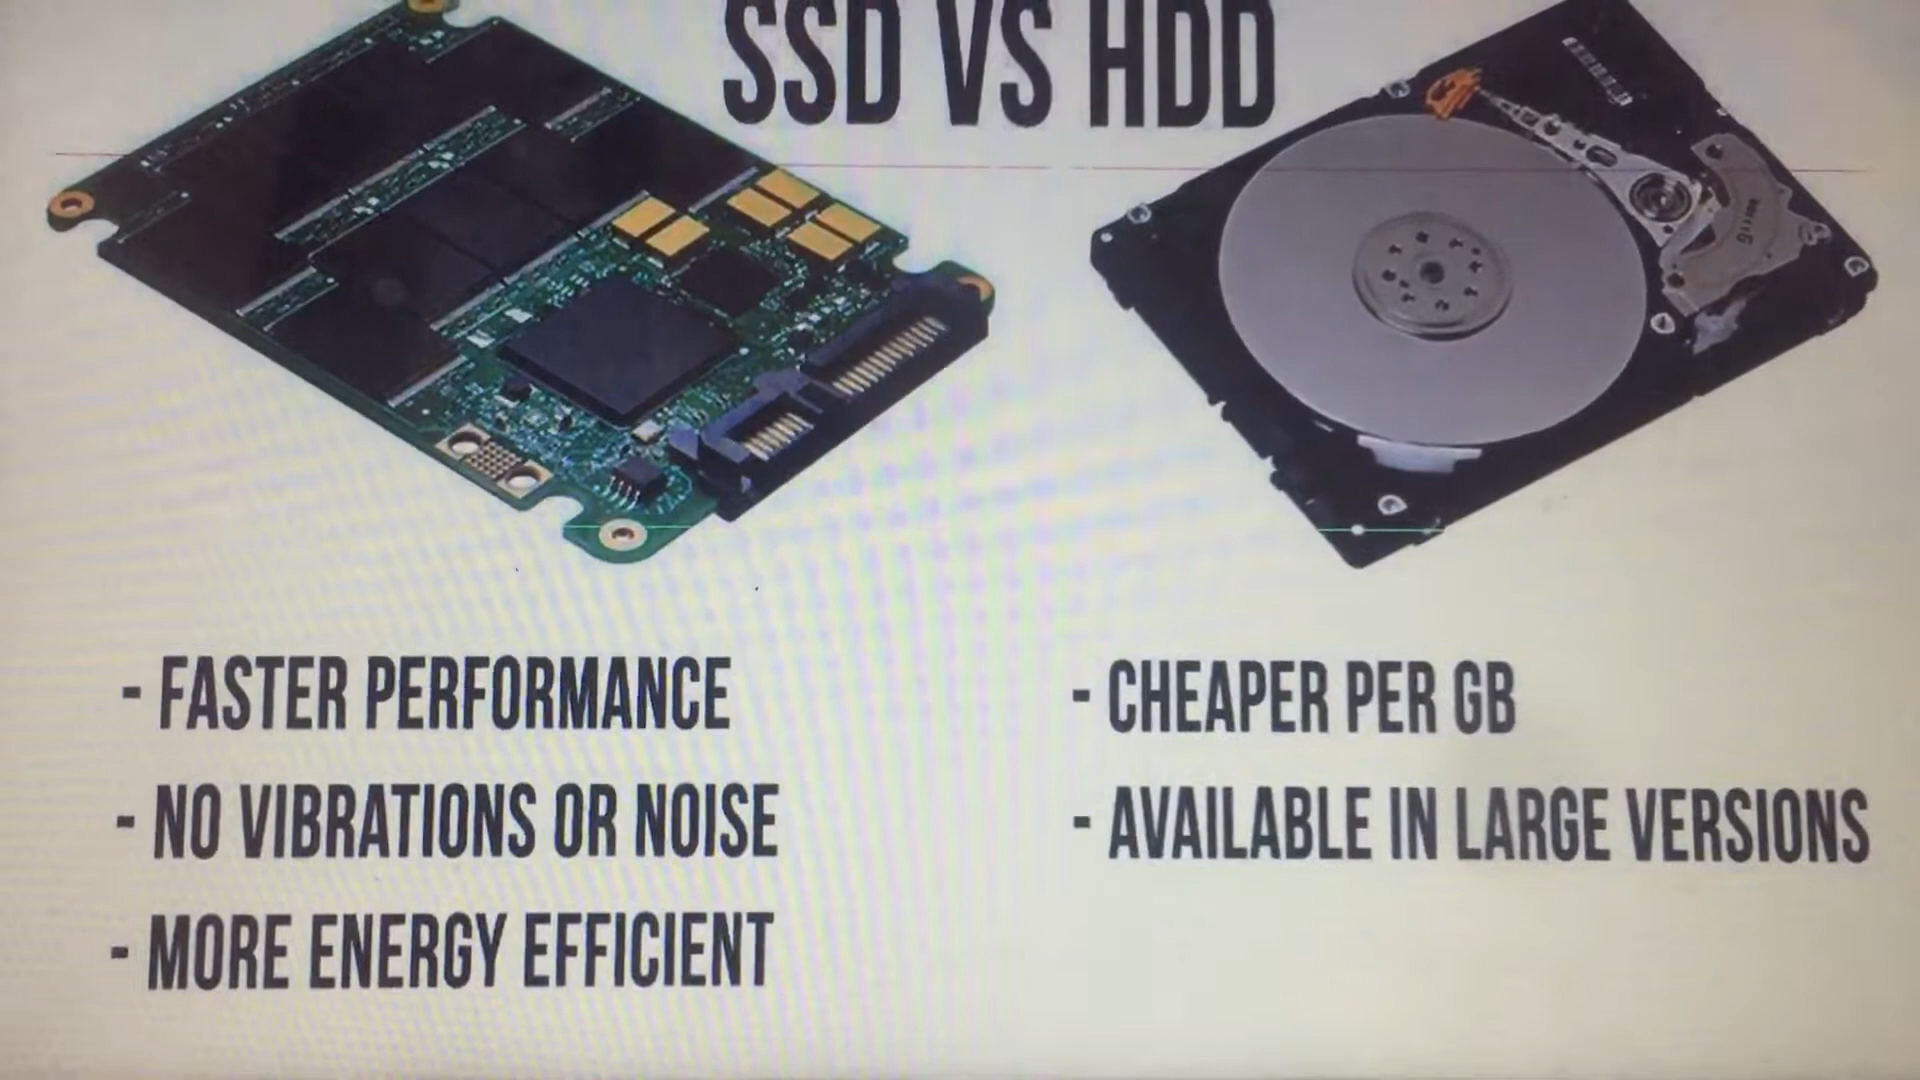 SSD VS HDD
- FASTER PERFORMANCE
- NO VIBRATIONS OR NOISE
- MORE ENERGY EFFICIENT
- CHEAPER PER GB
- AVAILABLE IN LARGE VERSIONS